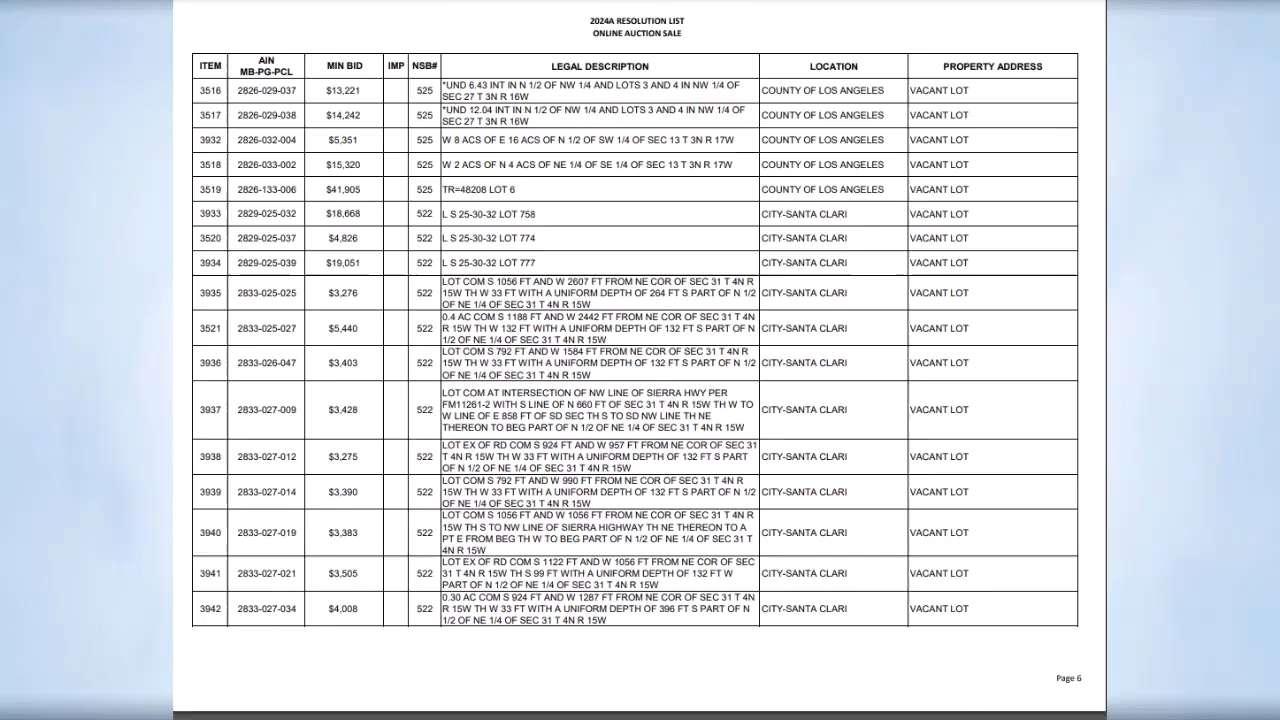 2024A RESOLUTION LIST
ONLINE AUCTION SALE
ITEM AIN MB-PG-PCL MIN BID IMP NSB# LEGAL DESCRIPTION LOCATION PROPERTY ADDRESS
3516 2826-029-037 $13,221 525 *UND 6.43 INT IN N 1/2 OF NW 1/4 AND LOTS 3 AND 4 IN NW 1/4 OF COUNTY OF LOS ANGELES VACANT LOT
SEC 27 T 3N R 16W
3517 2826-029-038 $14,242 525 *UND 12.04 INT IN N 1/2 OF NW 1/4 AND LOTS 3 AND 4 IN NW 1/4 OF COUNTY OF LOS ANGELES VACANT LOT
SEC 27 T 3N R 16W
3932 2826-032-004 $5,351 525 W 8 ACS OF E 16 ACS OF N 1/2 OF SW 1/4 OF SEC 13 T 3N R 17W COUNTY OF LOS ANGELES VACANT LOT
3518 2826-033-002 $15,320 525 W 2 ACS OF N 4 ACS OF NE 1/4 OF SE 1/4 OF SEC 13 T 3N R 17W COUNTY OF LOS ANGELES VACANT LOT
3519 2826-133-006 $41,905 525 TR=48208 LOT 6 COUNTY OF LOS ANGELES VACANT LOT
3933 2829-025-032 $18,668 522 L S 25-30-32 LOT 758 CITY-SANTA CLARI VACANT LOT
3520 2829-025-037 $4,826 522 L S 25-30-32 LOT 774 CITY-SANTA CLARI VACANT LOT
3934 2829-025-039 $19,051 522 L S 25-30-32 LOT 777 CITY-SANTA CLARI VACANT LOT
3935 2833-025-025 $3,276 522 LOT COM S 1056 FT AND W 2607 FT FROM NE COR OF SEC 31 T 4N R
15W TH W 33 FT WITH A UNIFORM DEPTH OF 264 FT S PART OF N 1/2 CITY-SANTA CLARI VACANT LOT
OF NE 1/4 OF SEC 31 T 4N R 15W
3521 2833-025-027 $5,440 522 0.4 AC COM S 1188 FT AND W 2442 FT FROM NE COR OF SEC 31 T 4N
R 15W TH W 132 FT WITH A UNIFORM DEPTH OF 132 FT S PART OF N CITY-SANTA CLARI VACANT LOT
1/2 OF NE 1/4 OF SEC 31 T 4N R 15W
3936 2833-026-047 $3,403 522 LOT COM S 792 FT AND W 1584 FT FROM NE COR OF SEC 31 T 4N R
15W TH W 33 FT WITH A UNIFORM DEPTH OF 132 FT S PART OF N 1/2 CITY-SANTA CLARI VACANT LOT
OF NE 1/4 OF SEC 31 T 4N R 15W
3937 2833-027-009 $3,428 522 LOT COM AT INTERSECTION OF NW LINE OF SIERRA HWY PER
FM11261-2 WITH S LINE OF N 660 FT OF SEC 31 T 4N R 15W TH W TO
W LINE OF E 858 FT OF SD SEC TH S TO SD NW LINE TH NE CITY-SANTA CLARI VACANT LOT
THEREON TO BEG PART OF N 1/2 OF NE 1/4 OF SEC 31 T 4N R 15W
3938 2833-027-012 $3,275 522 LOT EX OF RD COM S 924 FT AND W 957 FT FROM NE COR OF SEC 31
T 4N R 15W TH W 33 FT WITH A UNIFORM DEPTH OF 132 FT S PART CITY-SANTA CLARI VACANT LOT
OF N 1/2 OF NE 1/4 OF SEC 31 T 4N R 15W
3939 2833-027-014 $3,390 522 LOT COM S 792 FT AND W 990 FT FROM NE COR OF SEC 31 T 4N R
15W TH W 33 FT WITH A UNIFORM DEPTH OF 132 FT S PART OF N 1/2 CITY-SANTA CLARI VACANT LOT
OF NE 1/4 OF SEC 31 T 4N R 15W
3940 2833-027-019 $3,383 522 LOT COM S 1056 FT AND W 1056 FT FROM NE COR OF SEC 31 T 4N R
15W TH S TO NW LINE OF SIERRA HIGHWAY TH NE THEREON TO A CITY-SANTA CLARI VACANT LOT
PT E FROM BEG TH W TO BEG PART OF N 1/2 OF NE 1/4 OF SEC 31 T
4N R 15W
3941 2833-027-021 $3,505 522 LOT EX OF RD COM S 1122 FT AND W 1056 FT FROM NE COR OF SEC
31 T 4N R 15W TH S 99 FT WITH A UNIFORM DEPTH OF 132 FT W CITY-SANTA CLARI VACANT LOT
PART OF N 1/2 OF NE 1/4 OF SEC 31 T 4N R 15W
3942 2833-027-034 $4,008 522 0.30 AC COM S 924 FT AND W 1287 FT FROM NE COR OF SEC 31 T 4N
R 15W TH W 33 FT WITH A UNIFORM DEPTH OF 396 FT S PART OF N CITY-SANTA CLARI VACANT LOT
1/2 OF NE 1/4 OF SEC 31 T 4N R 15W
Page 6